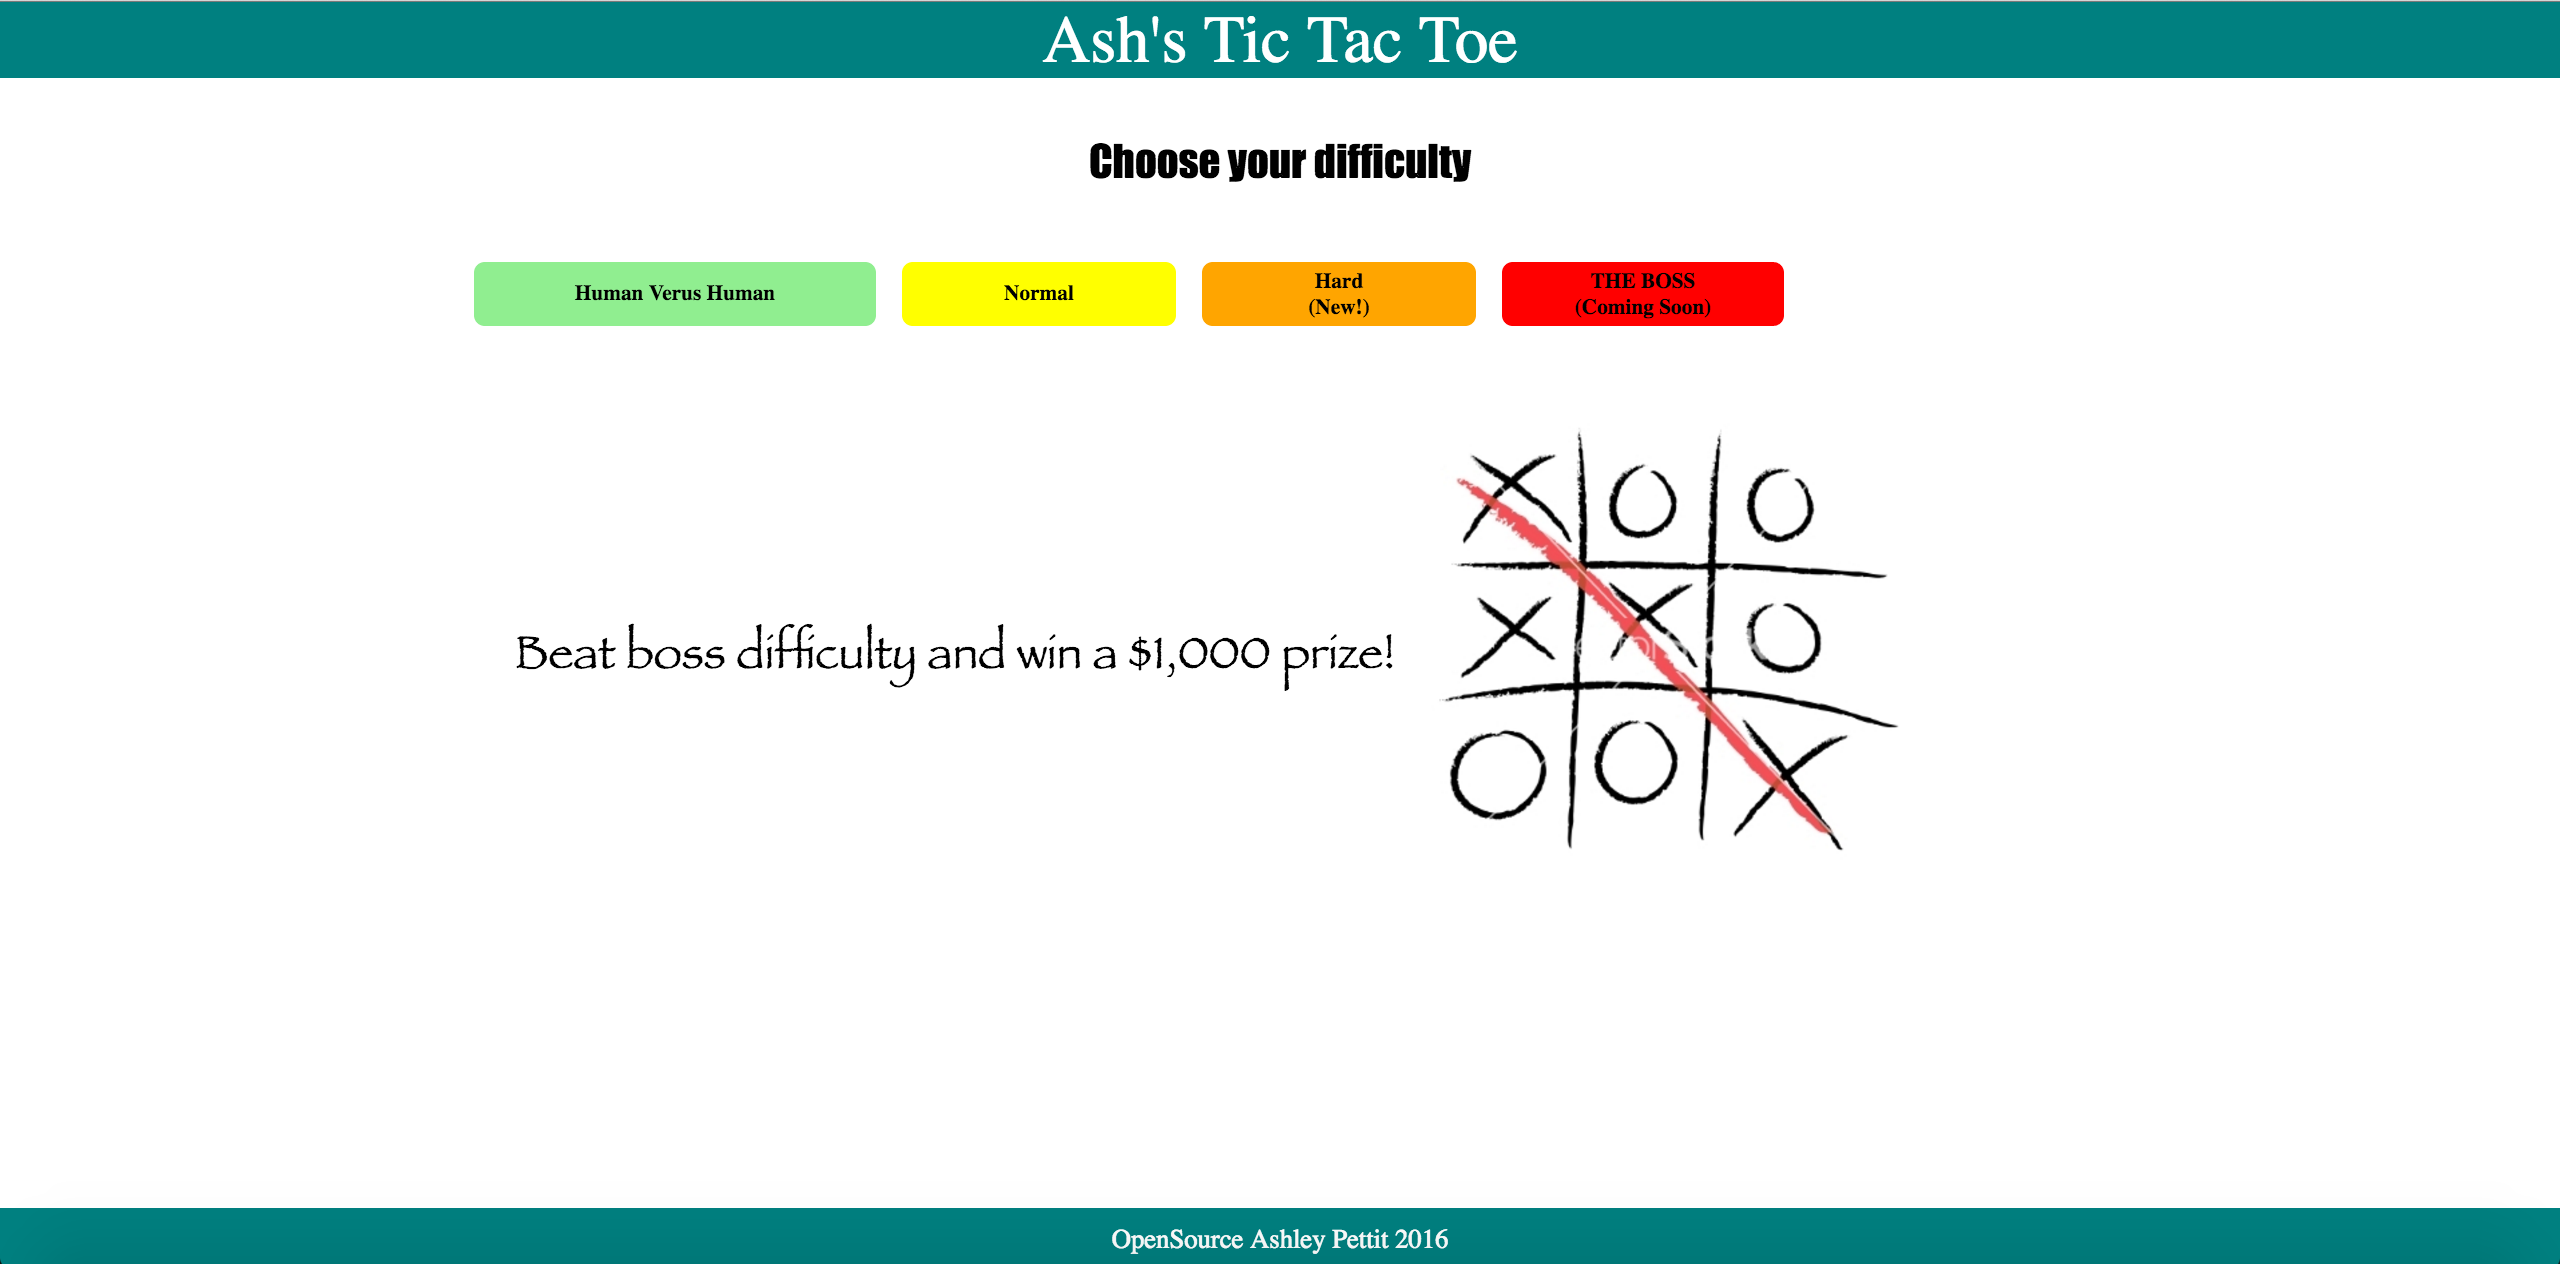 Ash's Tic Tac Toe
Choose your difficulty
Human Verus Human
Normal
Hard
(New!)
THE BOSS
(Coming Soon)
Beat boss difficulty and win a $1,000 prize!
X O O
X X O
O O X
OpenSource Ashley Pettit 2016